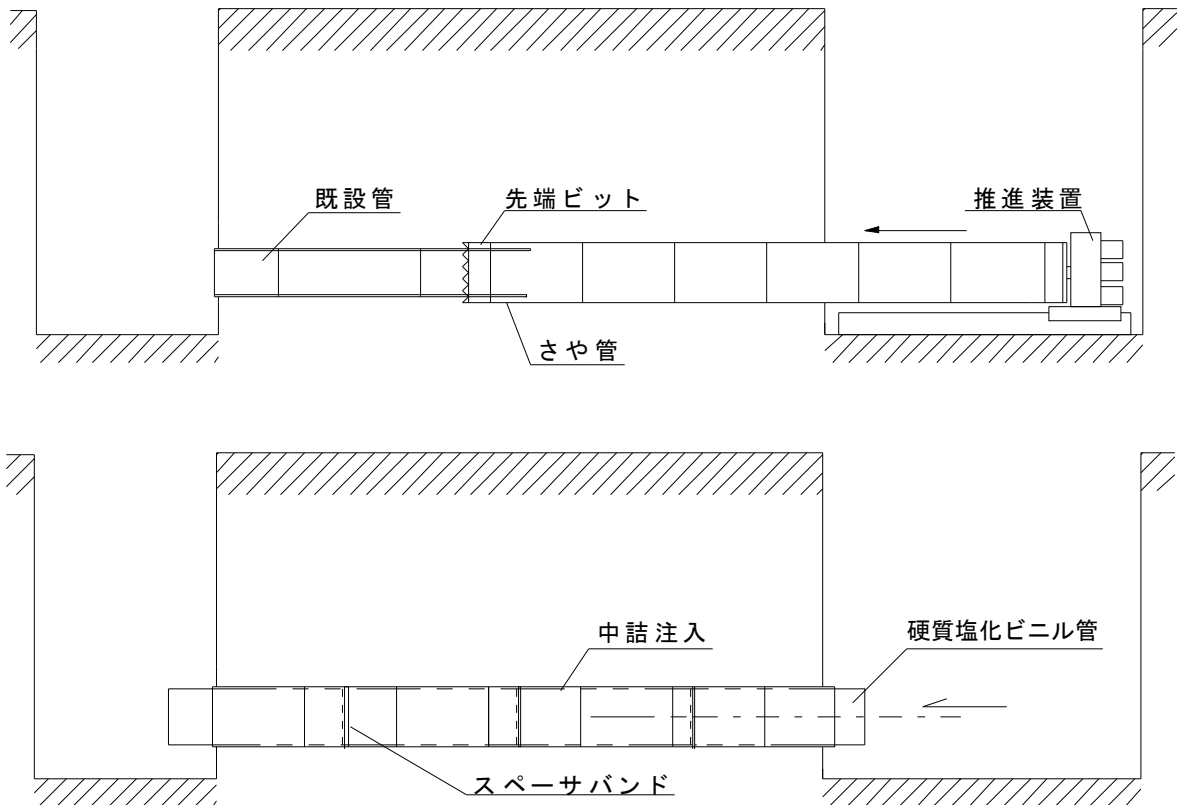 既設管
先端ビット
推進装置
さや管
中詰注入
硬質塩化ビニル管
スペーサバンド